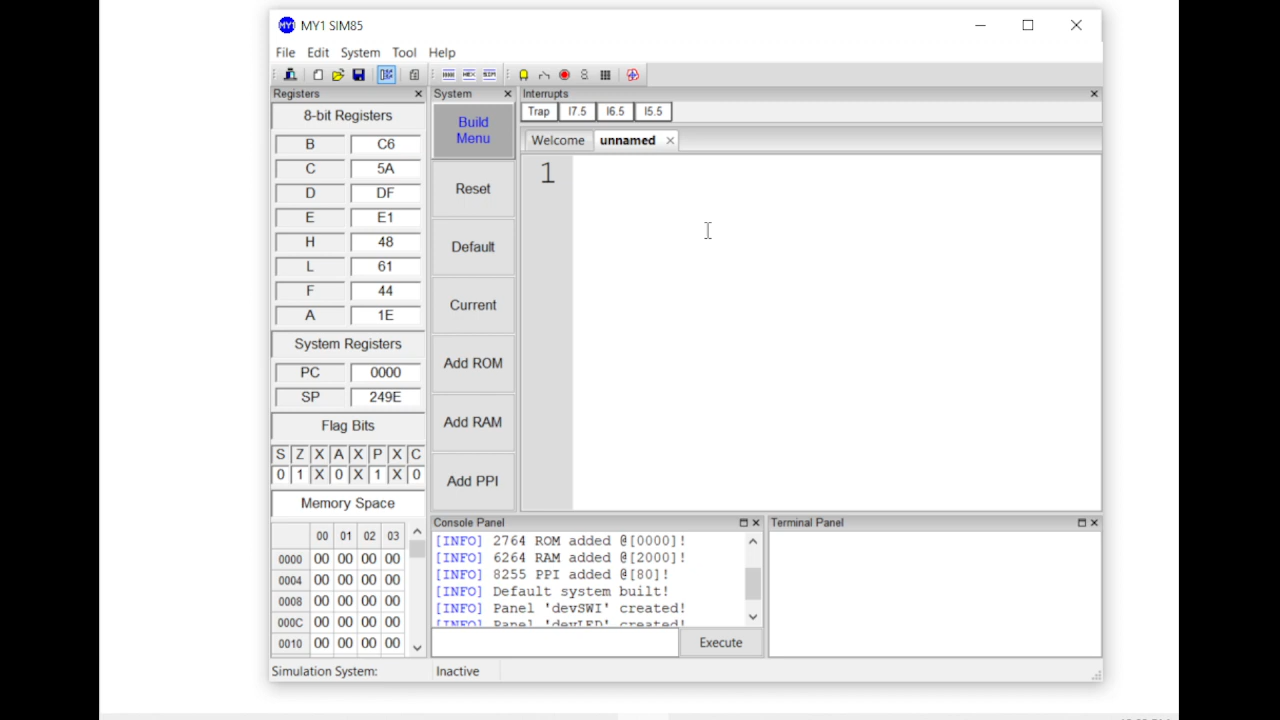 MY1 SIM85
File Edit System Tool Help
Registers
8-bit Registers
B C6
C 5A
D DF
E E1
H 48
L 61
F 44
A 1E
System Registers
PC 0000
SP 249E
Flag Bits
S Z X A X P X C
0 1 X 0 X 1 X 0
Memory Space
00 01 02 03
0000 00 00 00 00
0004 00 00 00 00
0008 00 00 00 00
000C 00 00 00 00
0010 00 00 00 00
System
Build
Menu
Reset
Default
Current
Add ROM
Add RAM
Add PPI
Interrupts
Trap I7.5 I6.5 I5.5
Welcome unnamed
1
Console Panel
[INFO] 2764 ROM added @[0000]!
[INFO] 6264 RAM added @[2000]!
[INFO] 8255 PPI added @[80]!
[INFO] Default system built!
[INFO] Panel 'devSWI' created!
[INFO] Panel 'devLED' created!
Execute
Terminal Panel
Simulation System: Inactive